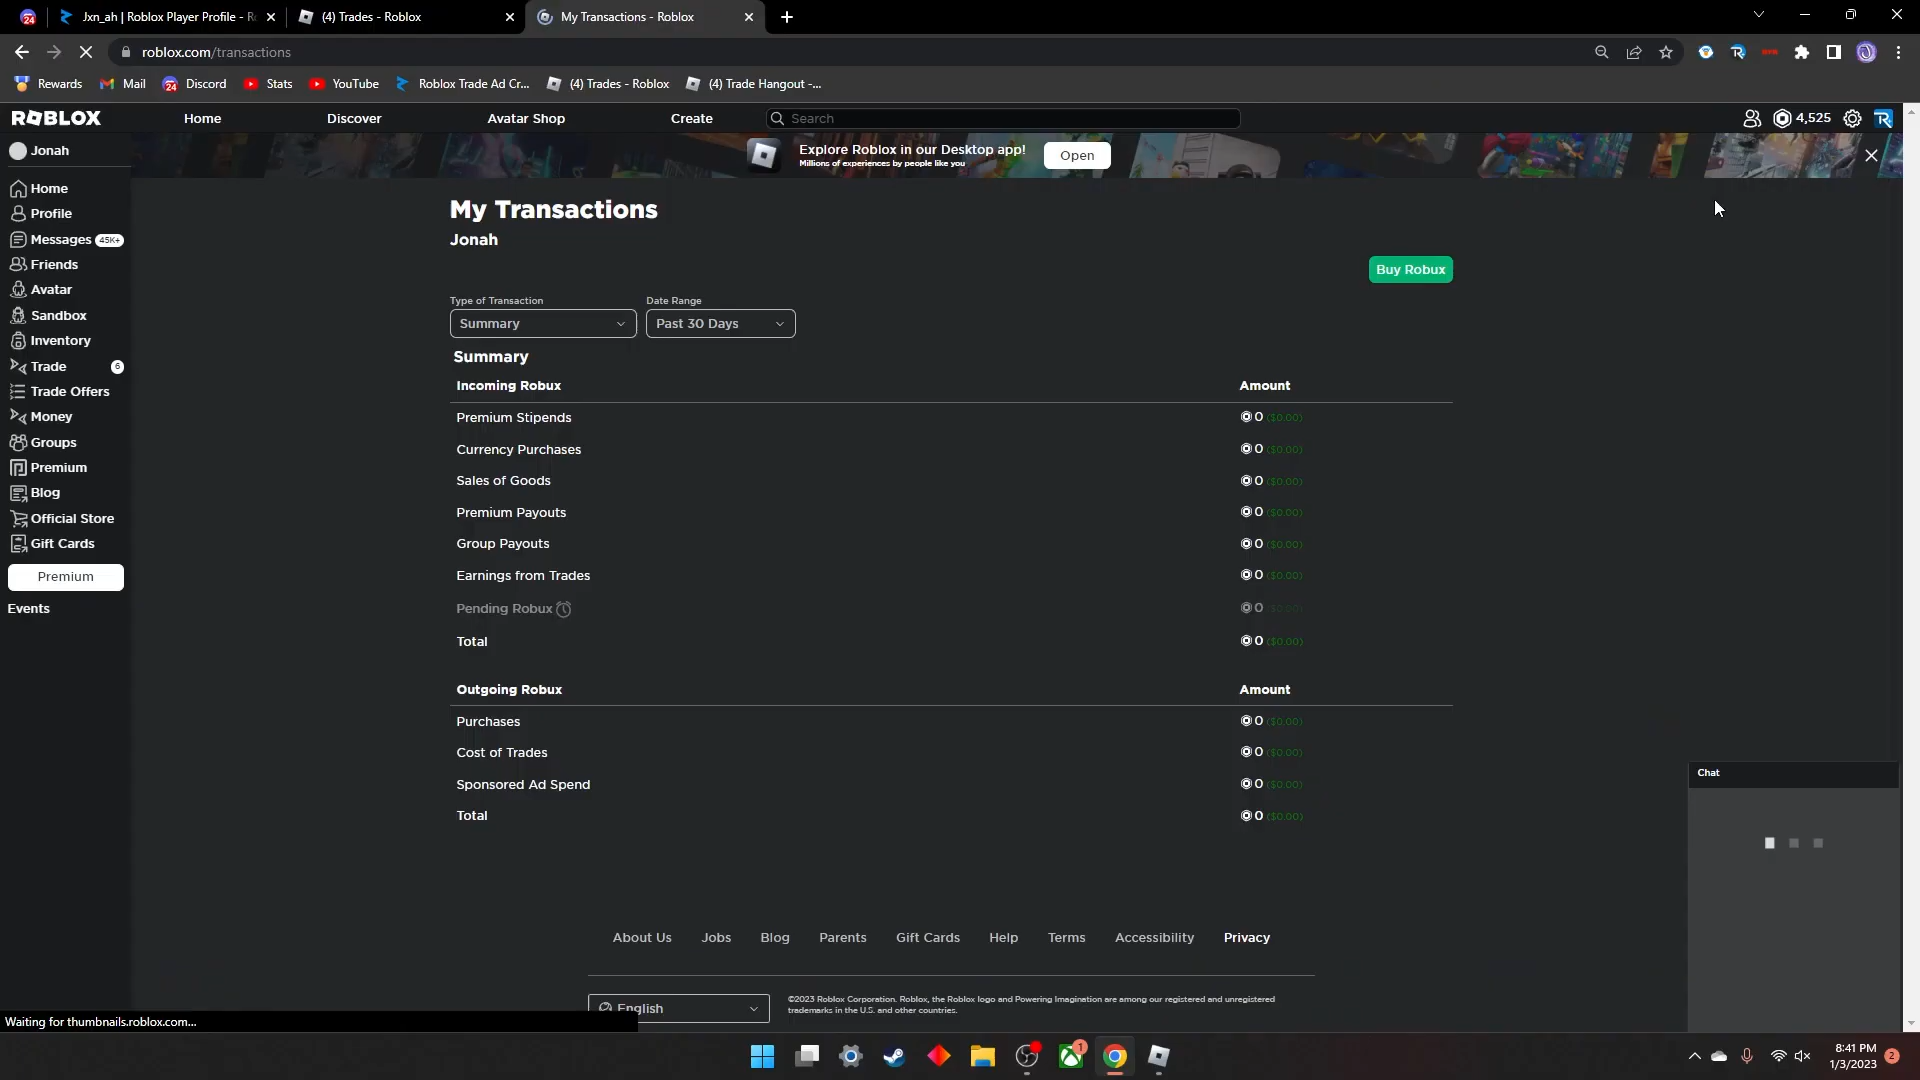 24
Jxn_ah | Roblox Player Profile - Ro
(4) Trades - Roblox
My Transactions - Roblox
roblox.com/transactions
Rewards
Mail
24 Discord
Stats
YouTube
Roblox Trade Ad Cr...
(4) Trades - Roblox
(4) Trade Hangout -...
ROBLOX
Home
Discover
Avatar Shop
Create
Search
4,525
Jonah
Explore Roblox in our Desktop app!
Millions of experiences by people like you
Open
Home
Profile
Messages 45K+
Friends
Avatar
Sandbox
Inventory
Trade 6
Trade Offers
Money
Groups
Premium
Blog
Official Store
Gift Cards
Premium
Events
My Transactions
Jonah
Buy Robux
Type of Transaction
Date Range
Summary
Past 30 Days
Summary
Incoming Robux Amount
Premium Stipends 0 ($0.00)
Currency Purchases 0 ($0.00)
Sales of Goods 0 ($0.00)
Premium Payouts 0 ($0.00)
Group Payouts 0 ($0.00)
Earnings from Trades 0 ($0.00)
Pending Robux 0 ($0.00)
Total 0 ($0.00)
Outgoing Robux Amount
Purchases 0 ($0.00)
Cost of Trades 0 ($0.00)
Sponsored Ad Spend 0 ($0.00)
Total 0 ($0.00)
Chat
About Us Jobs Blog Parents Gift Cards Help Terms Accessibility Privacy
English
©2023 Roblox Corporation. Roblox, the Roblox logo and Powering Imagination are among our registered and unregistered
trademarks in the U.S. and other countries.
Waiting for thumbnails.roblox.com...
1
8:41 PM
1/3/2023
2